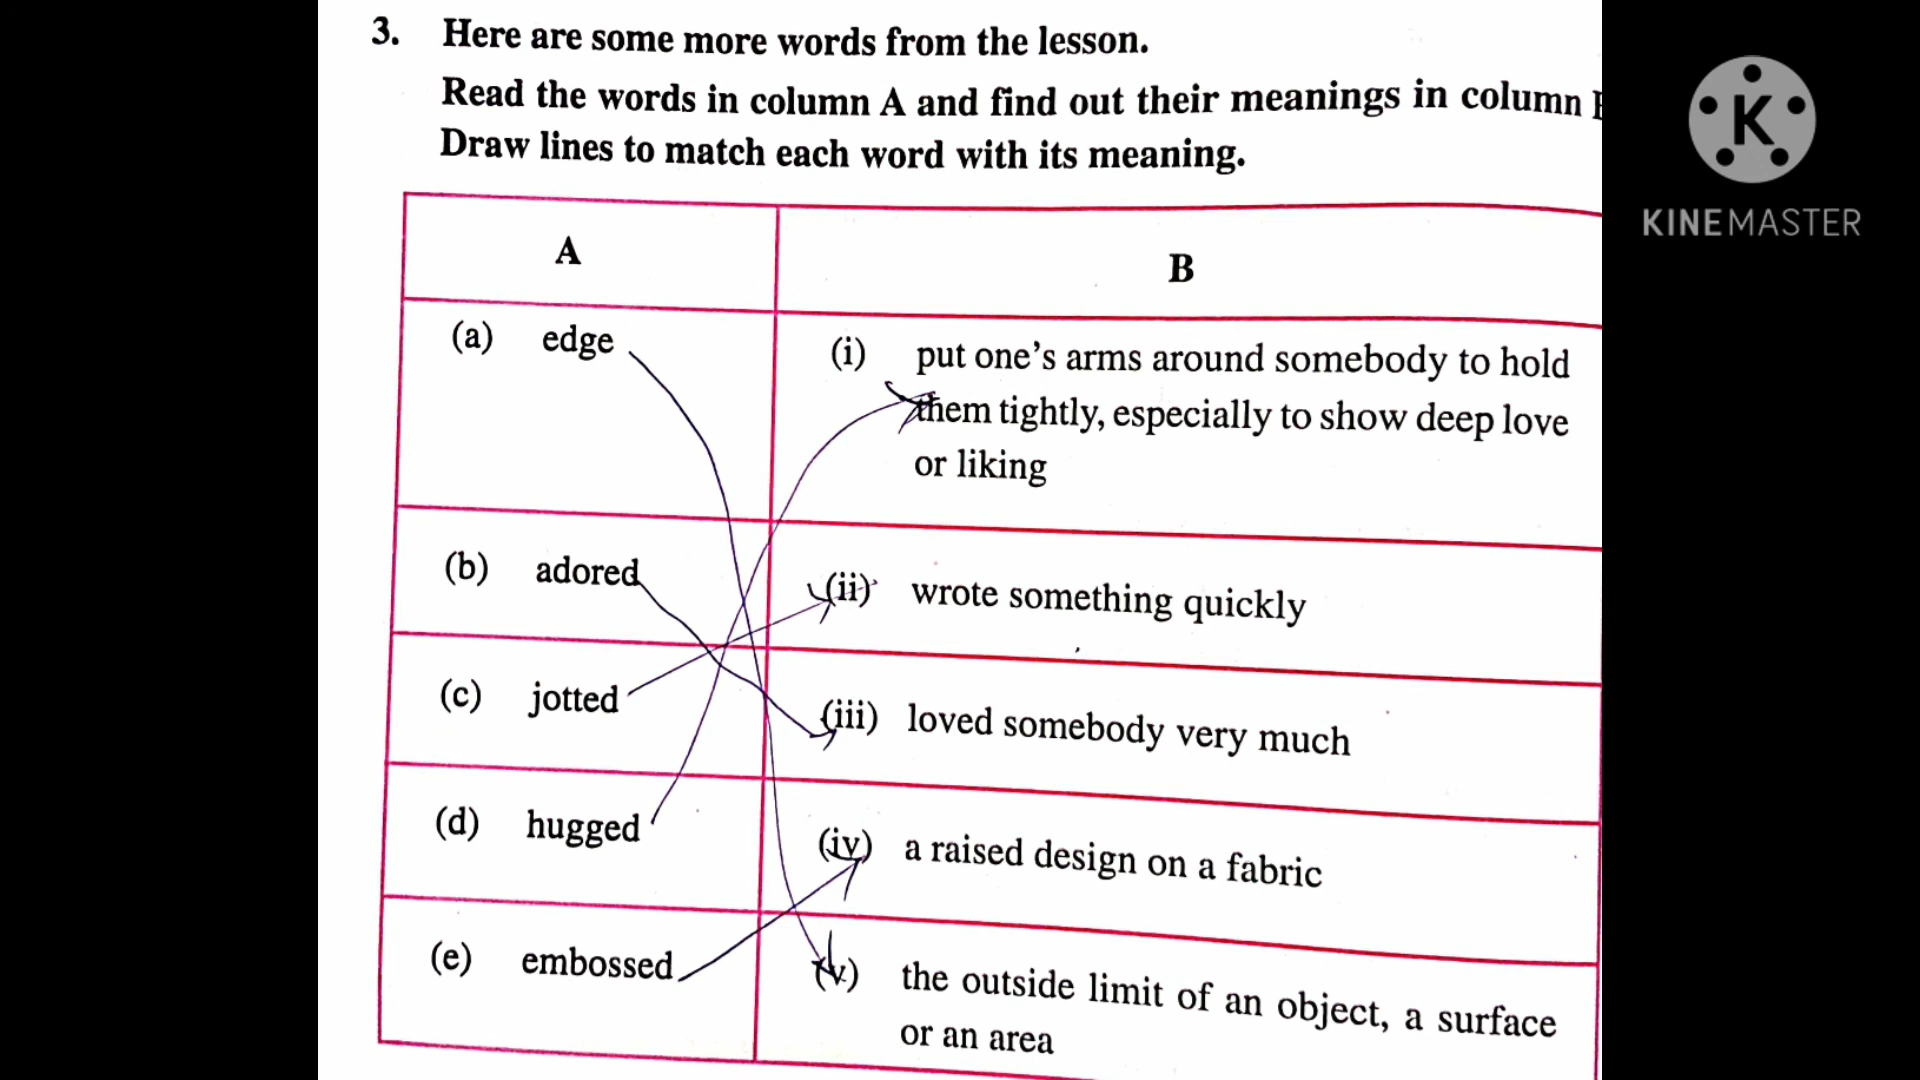 3. Here are some more words from the lesson.
Read the words in column A and find out their meanings in column
Draw lines to match each word with its meaning.
A
B
(a) edge
(i) put one's arms around somebody to hold
them tightly, especially to show deep love
or liking
(b) adored
(ii) wrote something quickly
(c) jotted
(iii) loved somebody very much
(d) hugged
(iv) a raised design on a fabric
(e) embossed
(v) the outside limit of an object, a surface
or an area
K
KINEMASTER